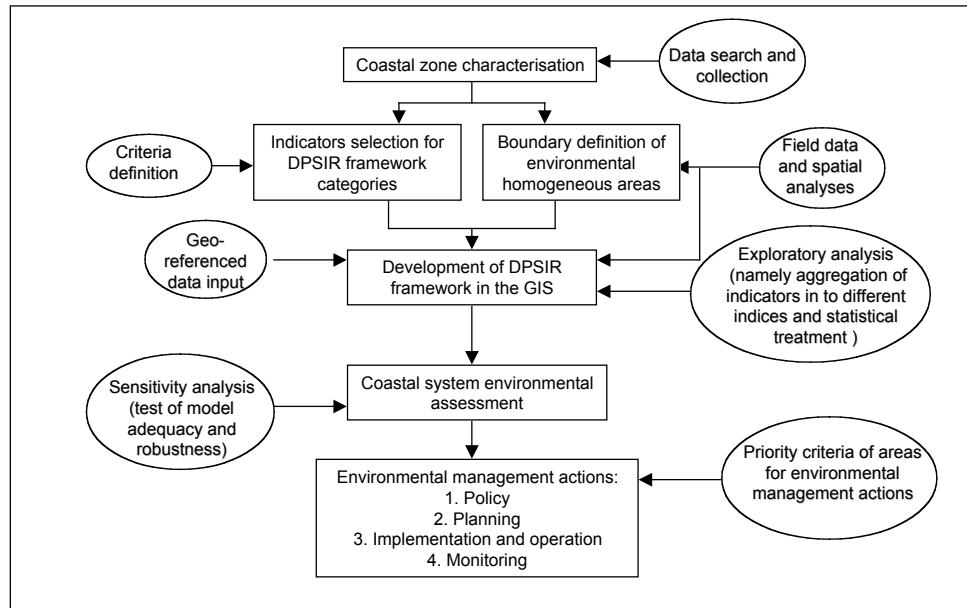 Coastal zone characterisation
Data search and
collection
Criteria
definition
Indicators selection for
DPSIR framework
categories
Boundary definition of
environmental
homogeneous areas
Field data
and spatial
analyses
Geo-
referenced
data input
Development of DPSIR
framework in the GIS
Exploratory analysis
(namely aggregation of
indicators in to different
indices and statistical
treatment )
Sensitivity analysis
(test of model
adequacy and
robustness)
Coastal system environmental
assessment
Environmental management actions:
1. Policy
2. Planning
3. Implementation and operation
4. Monitoring
Priority criteria of areas
for environmental
management actions